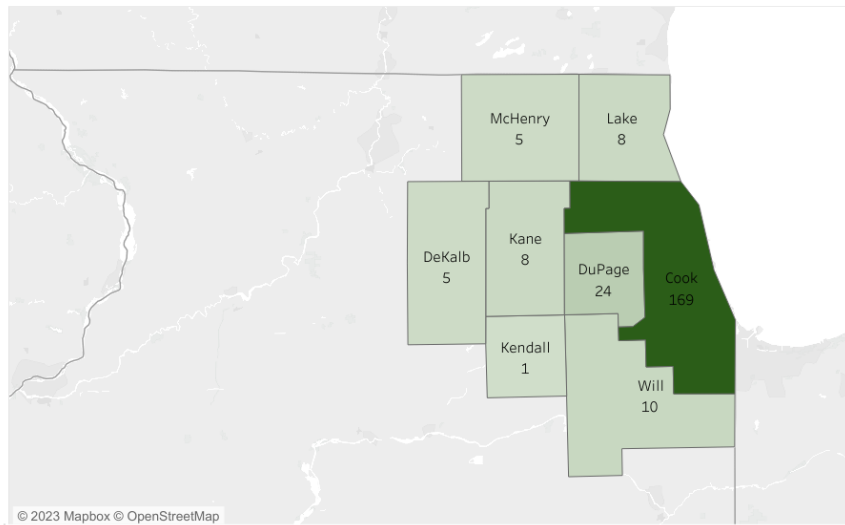 McHenry
5
Lake
8
DeKalb
5
Kane
8
DuPage
24
Cook
169
Kendall
1
Will
10
© 2023 Mapbox © OpenStreetMap